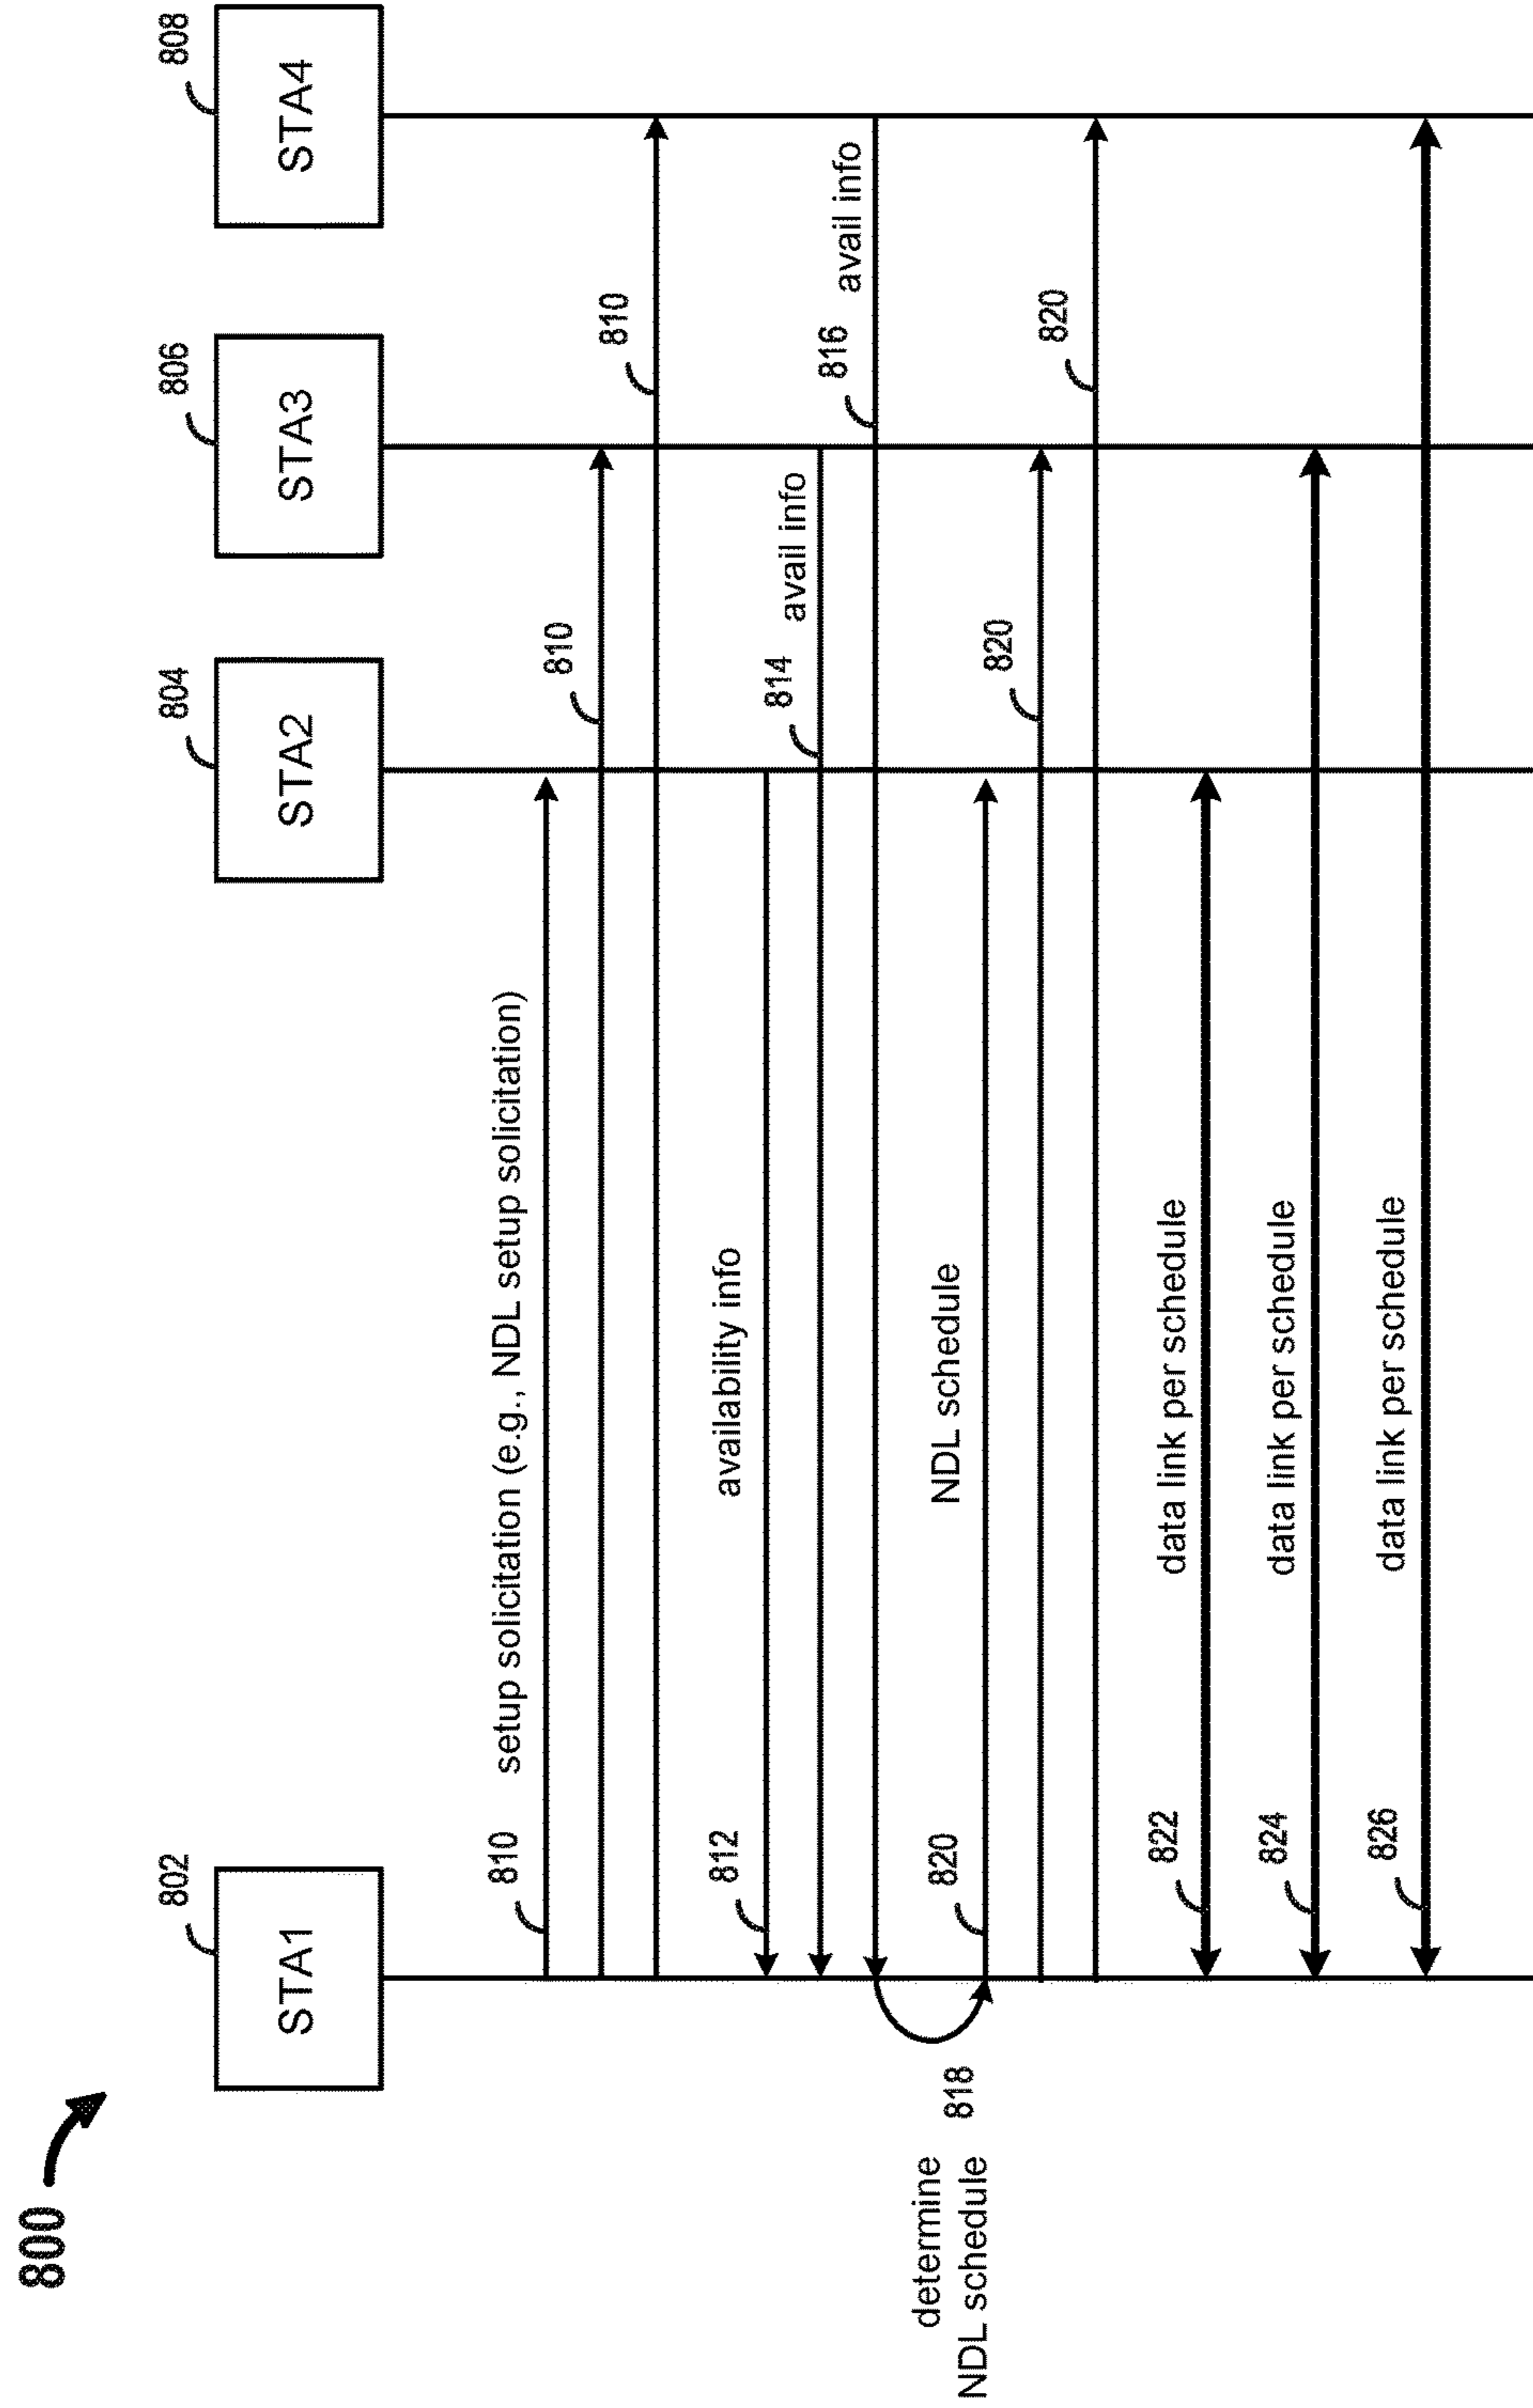 800
802
STA1
804
STA2
806
STA3
808
STA4
810
setup solicitation (e.g., NDL setup solicitation)
810
810
812
availability info
814
avail info
816
avail info
determine
NDL schedule
818
820
NDL schedule
820
820
822
data link per schedule
824
data link per schedule
826
data link per schedule